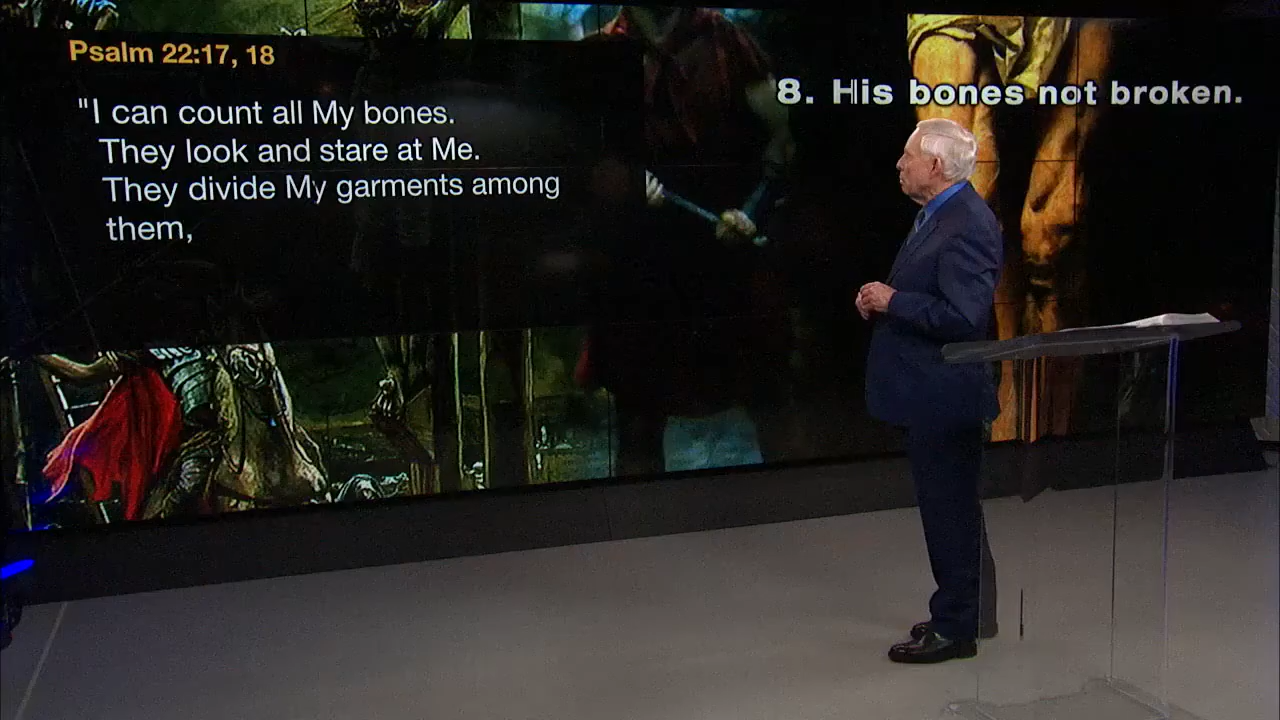 Psalm 22:17, 18
"I can count all My bones.
They look and stare at Me.
They divide My garments among
them,
8. His bones not broken.